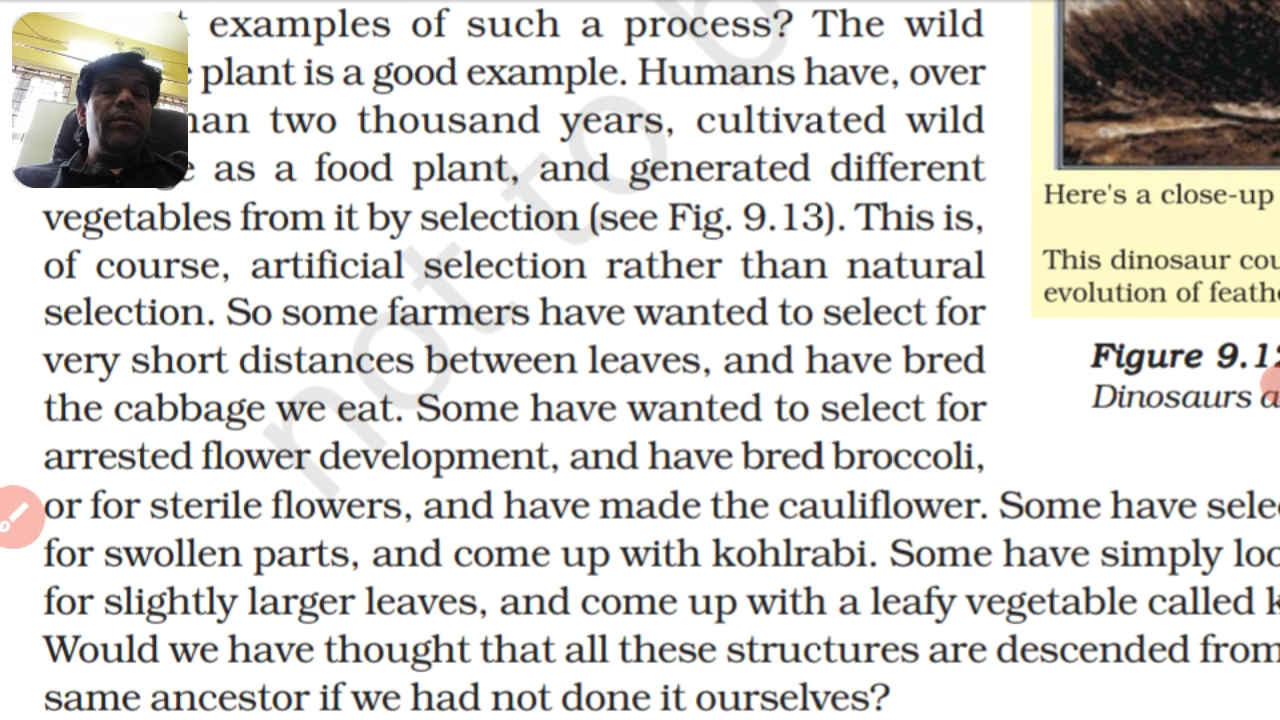 examples of such a process? The wild
plant is a good example. Humans have, over
two thousand years, cultivated wild
as a food plant, and generated different
vegetables from it by selection (see Fig. 9.13). This is,
of course, artificial selection rather than natural
selection. So some farmers have wanted to select for
very short distances between leaves, and have bred
the cabbage we eat. Some have wanted to select for
arrested flower development, and have bred broccoli,
or for sterile flowers, and have made the cauliflower. Some have
for swollen parts, and come up with kohlrabi. Some have simply
for slightly larger leaves, and come up with a leafy vegetable called
Would we have thought that all these structures are descended from
same ancestor if we had not done it ourselves?
Here's a close-up
This dinosaur
evolution of
Figure
Dinosaurs
not to